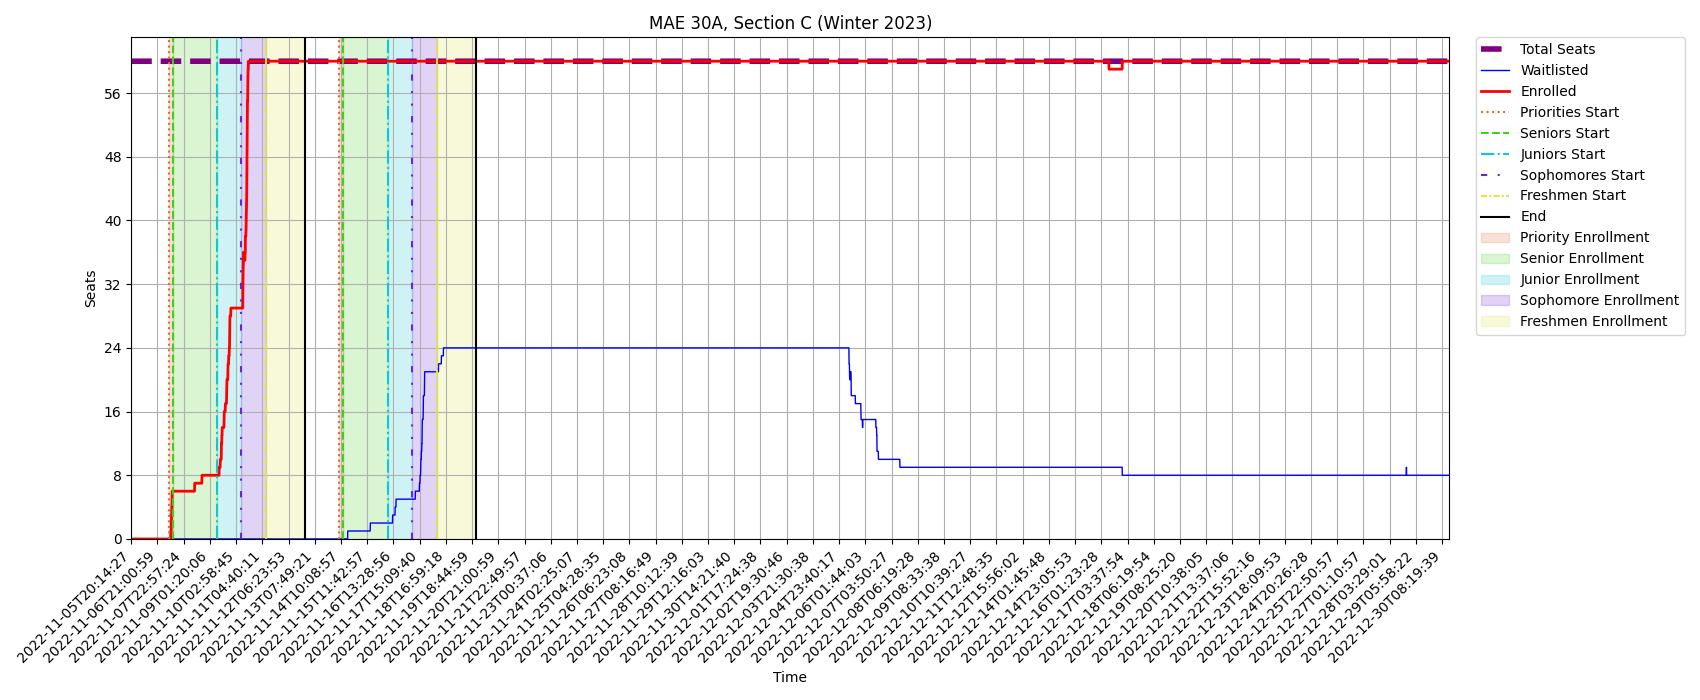 MAE 30A, Section C (Winter 2023)
Total Seats
Waitlisted
Enrolled
Priorities Start
Seniors Start
Juniors Start
Sophomores Start
Freshmen Start
End
Priority Enrollment
Senior Enrollment
Junior Enrollment
Sophomore Enrollment
Freshmen Enrollment
Seats
56
48
40
32
24
16
8
0
2022-11-05T20:14:27
2022-11-06T21:00:59
2022-11-07T22:57:24
2022-11-09T01:20:06
2022-11-10T02:58:45
2022-11-11T04:40:11
2022-11-12T06:23:53
2022-11-13T07:49:21
2022-11-14T10:08:57
2022-11-15T11:42:57
2022-11-16T13:28:56
2022-11-17T15:09:40
2022-11-18T16:59:18
2022-11-19T18:44:59
2022-11-20T21:00:59
2022-11-21T22:49:57
2022-11-23T00:37:06
2022-11-24T02:25:07
2022-11-25T04:28:35
2022-11-26T06:23:08
2022-11-27T08:16:49
2022-11-28T10:12:39
2022-11-29T12:16:03
2022-11-30T14:21:40
2022-12-01T17:24:38
2022-12-02T19:30:46
2022-12-03T21:30:38
2022-12-04T23:40:17
2022-12-06T01:44:03
2022-12-07T03:50:27
2022-12-08T06:19:28
2022-12-09T08:33:38
2022-12-10T10:39:27
2022-12-11T12:48:35
2022-12-12T15:56:02
2022-12-14T01:45:48
2022-12-14T23:05:53
2022-12-16T01:23:28
2022-12-17T03:37:54
2022-12-18T06:19:54
2022-12-19T08:25:20
2022-12-20T10:38:05
2022-12-21T13:37:06
2022-12-22T15:52:16
2022-12-23T18:09:53
2022-12-24T20:26:28
2022-12-25T22:50:57
2022-12-27T01:10:57
2022-12-28T03:29:01
2022-12-29T05:58:22
2022-12-30T08:19:39
Time